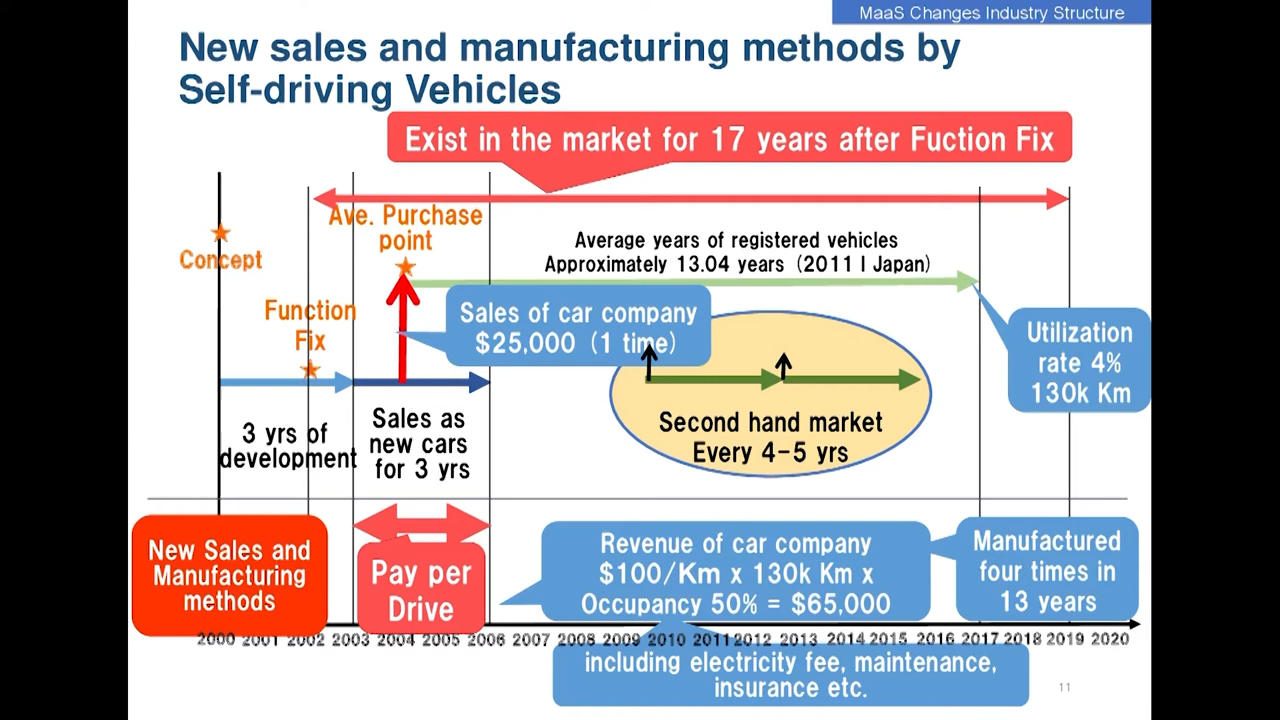 MaaS Changes Industry Structure
New sales and manufacturing methods by
Self-driving Vehicles
Exist in the market for 17 years after Fuction Fix
Ave. Purchase
point
Concept
Average years of registered vehicles
Approximately 13.04 years (2011 | Japan)
Function
Fix
Sales of car company
$25,000 (1 time)
Utilization
rate 4%
130k Km
3 yrs of
development
Sales as
new cars
for 3 yrs
Second hand market
Every 4-5 yrs
New Sales and
Manufacturing
methods
Pay per
Drive
Revenue of car company
$100/Km x 130k Km x
Occupancy 50% = $65,000
Manufactured
four times in
13 years
2000 2001 2002 2003 2004 2005 2006 2007 2008 2009 2010 2011 2012 2013 2014 2015 2016 2017 2018 2019 2020
including electricity fee, maintenance,
insurance etc.
11